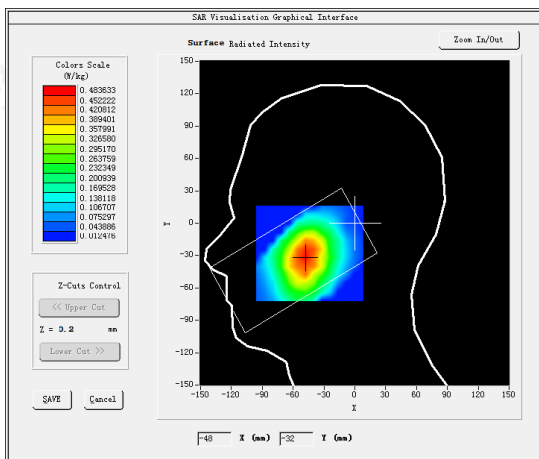 SAR Visualisation Graphical Interface
Surface Radiated Intensity
Zoom In/Out
Colors Scale
(W/kg)
0.483633
0.452222
0.420812
0.389401
0.357991
0.326580
0.295170
0.263759
0.232349
0.200939
0.169528
0.138118
0.106707
0.075297
0.043886
0.012476
Z-Cuts Control
<< Upper Cut
Z = 0.2 mm
Lower Cut >>
SAVE
Cancel
150
120
90
60
30
0
-30
-60
-90
-120
-150
Y
-150 -120 -90 -60 -30 0 30 60 90 120 150
X
-48 X (mm) -32 Y (mm)